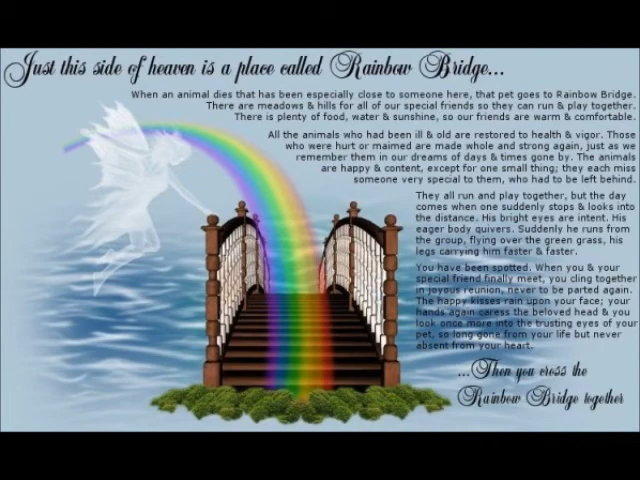 Just this side of heaven is a place called Rainbow Bridge...
When an animal dies that has been especially close to someone here, that pet goes to Rainbow Bridge.
There are meadows & hills for all of our special friends so they can run & play together.
There is plenty of food, water & sunshine, so our friends are warm & comfortable.
All the animals who had been ill & old are restored to health & vigor. Those
who were hurt or maimed are made whole and strong again, just as we
remember them in our dreams of days & times gone by. The animals
are happy & content, except for one small thing; they each miss
someone very special to them, who had to be left behind.
They all run and play together, but the day
comes when one suddenly stops & looks into
the distance. His bright eyes are intent. His
eager body quivers. Suddenly he runs from
the group, flying over the green grass, his
legs carrying him faster & faster.
You have been spotted. When you & your
special friend finally meet, you cling together
in joyous reunion, never to be parted again.
The happy kisses rain upon your face; your
hands again caress the beloved head & you
look once more into the trusting eyes of your
pet, so long gone from your life but never
absent from your heart.
...Then you cross the
Rainbow Bridge together